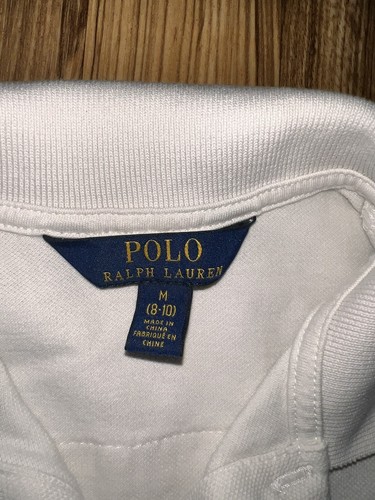 POLO
RALPH LAUREN
M
(8-10)
MADE IN
CHINA
FABRIQUÉ EN
CHINE